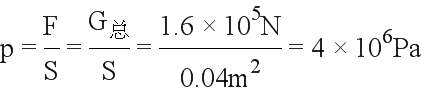 p = F/S = G总/S = 1.6 × 10⁵N/0.04m² = 4 × 10⁶Pa